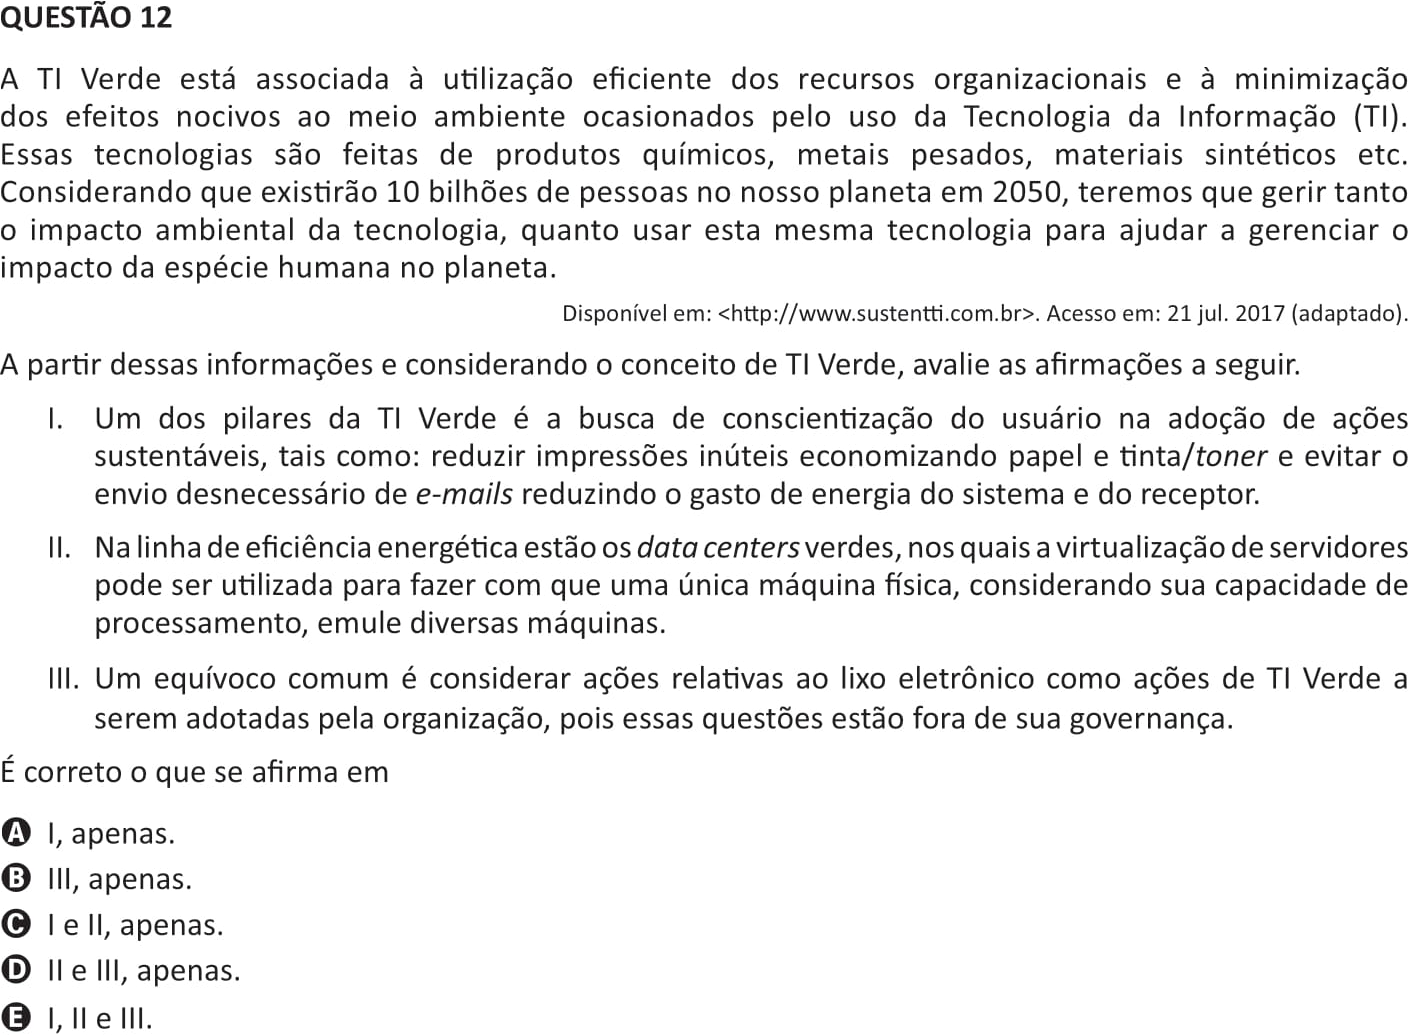 QUESTÃO 12
A TI Verde está associada à utilização eficiente dos recursos organizacionais e à minimização
dos efeitos nocivos ao meio ambiente ocasionados pelo uso da Tecnologia da Informação (TI).
Essas tecnologias são feitas de produtos químicos, metais pesados, materiais sintéticos etc.
Considerando que existirão 10 bilhões de pessoas no nosso planeta em 2050, teremos que gerir tanto
o impacto ambiental da tecnologia, quanto usar esta mesma tecnologia para ajudar a gerenciar o
impacto da espécie humana no planeta.
Disponível em: <http://www.sustentti.com.br>. Acesso em: 21 jul. 2017 (adaptado).
A partir dessas informações e considerando o conceito de TI Verde, avalie as afirmações a seguir.
I. Um dos pilares da TI Verde é a busca de conscientização do usuário na adoção de ações
sustentáveis, tais como: reduzir impressões inúteis economizando papel e tinta/toner e evitar o
envio desnecessário de e-mails reduzindo o gasto de energia do sistema e do receptor.
II. Na linha de eficiência energética estão os data centers verdes, nos quais a virtualização de servidores
pode ser utilizada para fazer com que uma única máquina física, considerando sua capacidade de
processamento, emule diversas máquinas.
III. Um equívoco comum é considerar ações relativas ao lixo eletrônico como ações de TI Verde a
serem adotadas pela organização, pois essas questões estão fora de sua governança.
É correto o que se afirma em
A I, apenas.
B III, apenas.
C I e II, apenas.
D II e III, apenas.
E I, II e III.